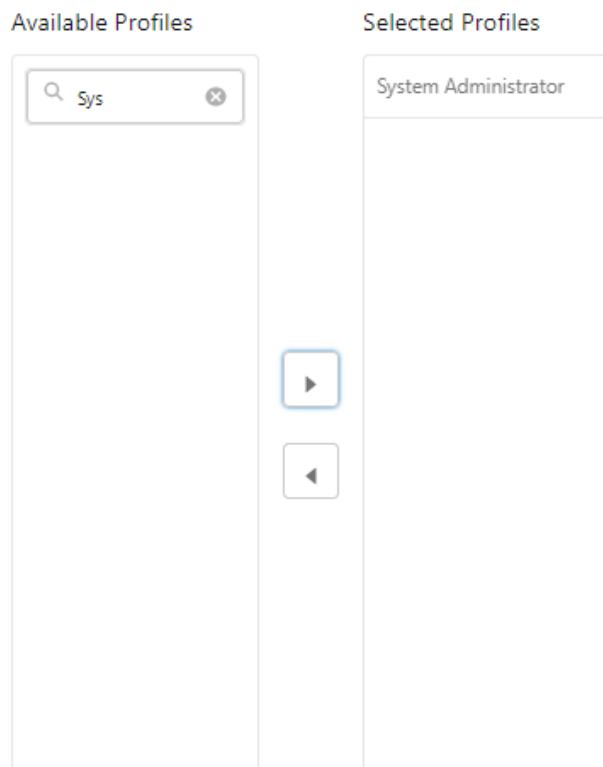 Available Profiles
Selected Profiles
Sys
System Administrator